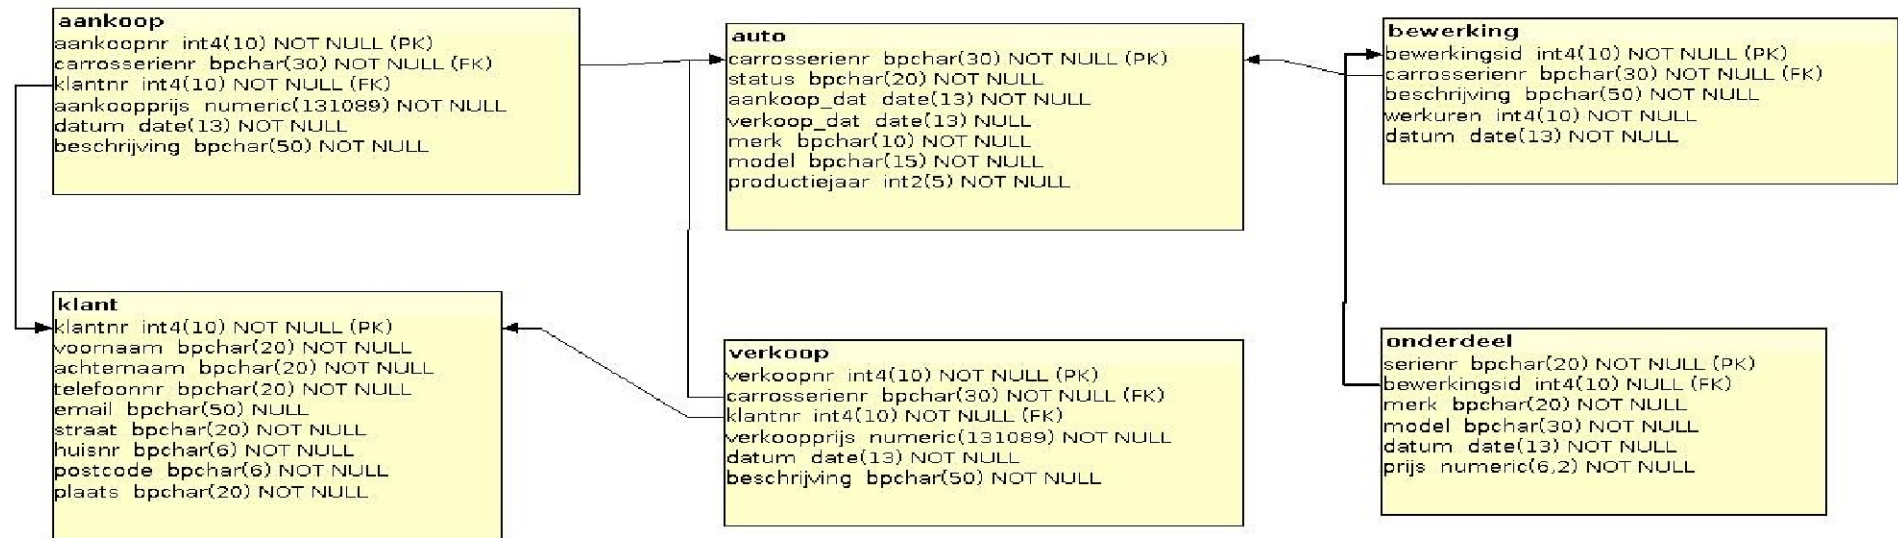 aankoop
aankoopnr int4(10) NOT NULL (PK)
carrosserienr bpchar(30) NOT NULL (FK)
klantnr int4(10) NOT NULL (FK)
aankoopprijs numeric(131089) NOT NULL
datum date(13) NOT NULL
beschrijving bpchar(50) NOT NULL
auto
carrosserienr bpchar(30) NOT NULL (PK)
status bpchar(20) NOT NULL
aankoop_dat date(13) NOT NULL
verkoop_dat date(13) NULL
merk bpchar(10) NOT NULL
model bpchar(15) NOT NULL
productiejaar int2(5) NOT NULL
bewerking
bewerkingsid int4(10) NOT NULL (PK)
carrosserienr bpchar(30) NOT NULL (FK)
beschrijving bpchar(50) NOT NULL
werkuren int4(10) NOT NULL
datum date(13) NOT NULL
klant
klantnr int4(10) NOT NULL (PK)
voornaam bpchar(20) NOT NULL
achternaam bpchar(20) NOT NULL
telefoonnr bpchar(20) NOT NULL
email bpchar(50) NULL
straat bpchar(20) NOT NULL
huisnr bpchar(6) NOT NULL
postcode bpchar(6) NOT NULL
plaats bpchar(20) NOT NULL
verkoop
verkoopnr int4(10) NOT NULL (PK)
carrosserienr bpchar(30) NOT NULL (FK)
klantnr int4(10) NOT NULL (FK)
verkoopprijs numeric(131089) NOT NULL
datum date(13) NOT NULL
beschrijving bpchar(50) NOT NULL
onderdeel
serienr bpchar(20) NOT NULL (PK)
bewerkingsid int4(10) NULL (FK)
merk bpchar(20) NOT NULL
model bpchar(30) NOT NULL
datum date(13) NOT NULL
prijs numeric(6,2) NOT NULL